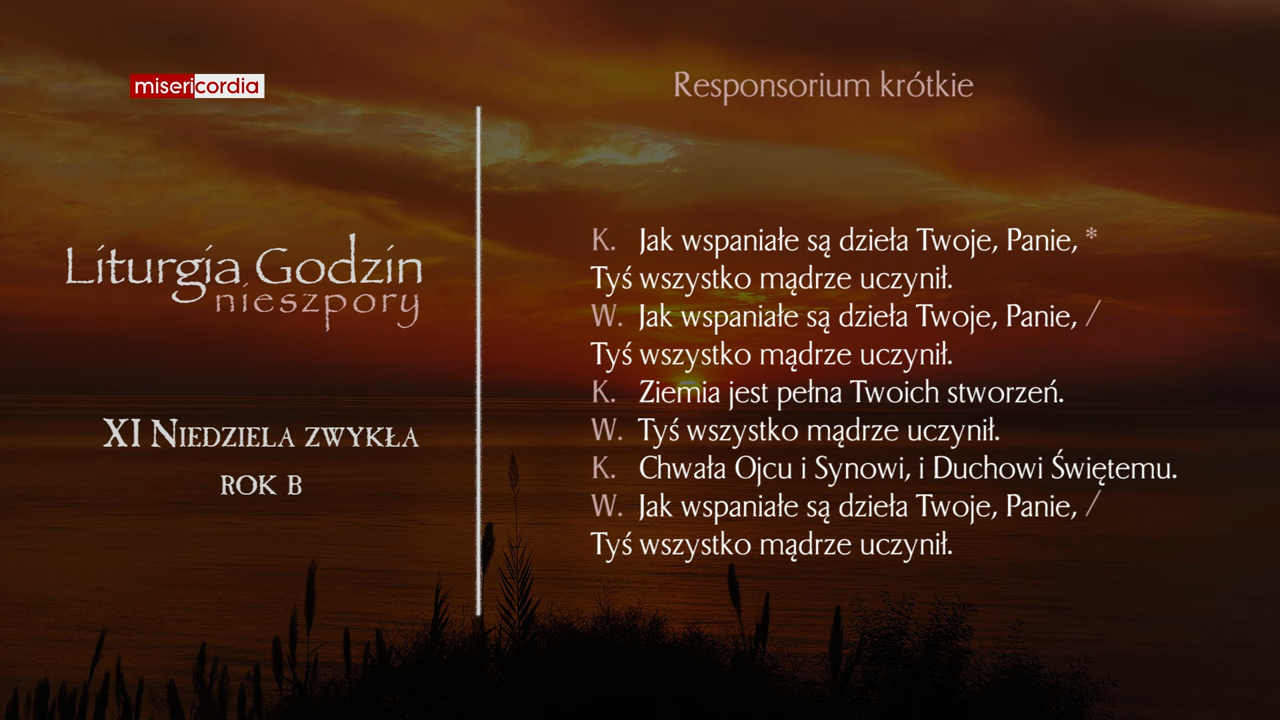 misericordia
Liturgia Godzin
nieszpory
XI Niedziela zwykła
rok B
Responsorium krótkie
K. Jak wspaniałe są dzieła Twoje, Panie, *
Tyś wszystko mądrze uczynił.
W. Jak wspaniałe są dzieła Twoje, Panie, /
Tyś wszystko mądrze uczynił.
K. Ziemia jest pełna Twoich stworzeń.
W. Tyś wszystko mądrze uczynił.
K. Chwała Ojcu i Synowi, i Duchowi Świętemu.
W. Jak wspaniałe są dzieła Twoje, Panie, /
Tyś wszystko mądrze uczynił.